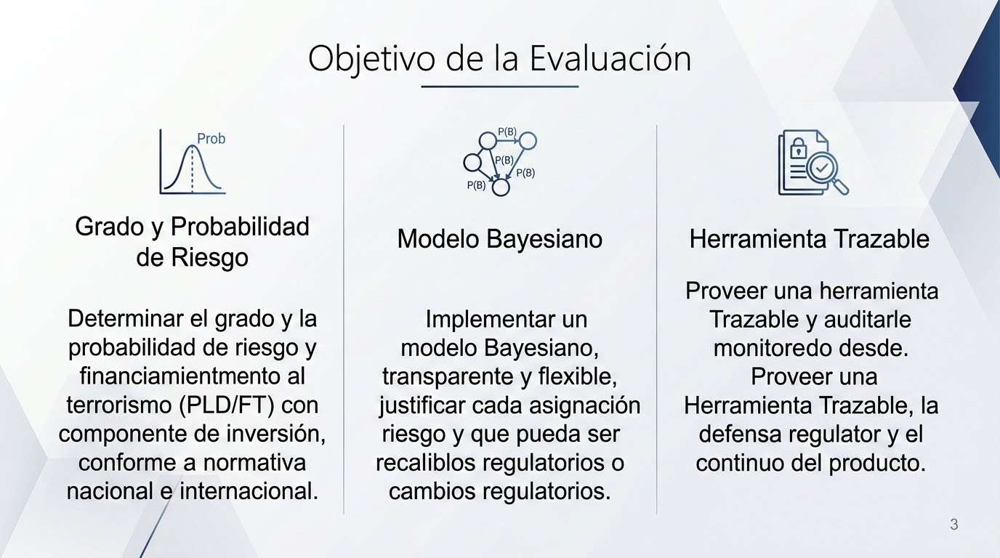 Objetivo de la Evaluación
Prob
Grado y Probabilidad
de Riesgo
Determinar el grado y la
probabilidad de riesgo y
financiamientmento al
terrorismo (PLD/FT) con
componente de inversión,
conforme a normativa
nacional e internacional.
P(B)
P(B)
P(B)
P(B)
Modelo Bayesiano
Implementar un
modelo Bayesiano,
transparente y flexible,
justificar cada asignación
riesgo y que pueda ser
recaliblos regulatorios o
cambios regulatorios.
Herramienta Trazable
Proveer una herramienta
Trazable y auditarle
monitoredo desde.
Proveer una
Herramienta Trazable, la
defensa regulator y el
continuo del producto.
3